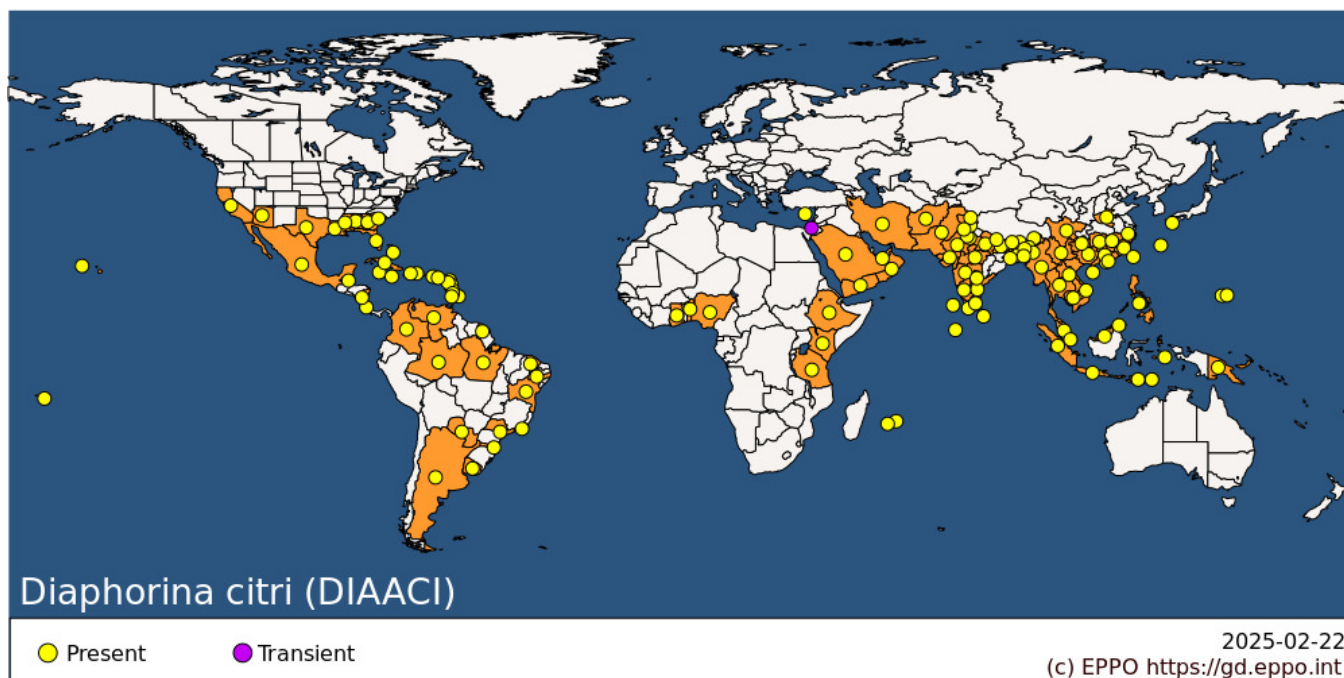 Diaphorina citri (DIAACI)
Present
Transient
2025-02-22
(c) EPPO https://gd.eppo.int